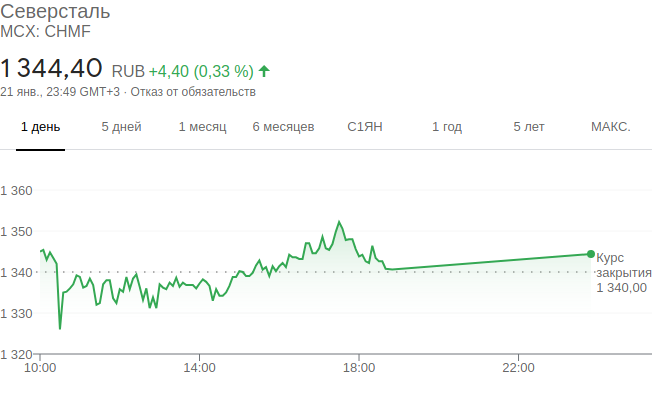 Северсталь
MCX: CHMF
1 344,40 RUB +4,40 (0,33 %)
21 янв., 23:49 GMT+3 · Отказ от обязательств
1 день 5 дней 1 месяц 6 месяцев С1ЯН 1 год 5 лет МАКС.
1 360
1 350
1 340
1 330
1 320
Курс
закрытия
1 340,00
10:00 14:00 18:00 22:00